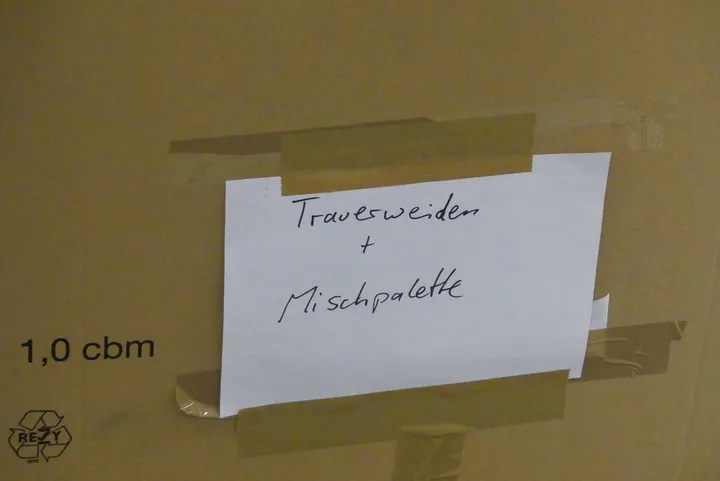 Trauerweiden
+
Mischpalette
1,0 cbm
REZY